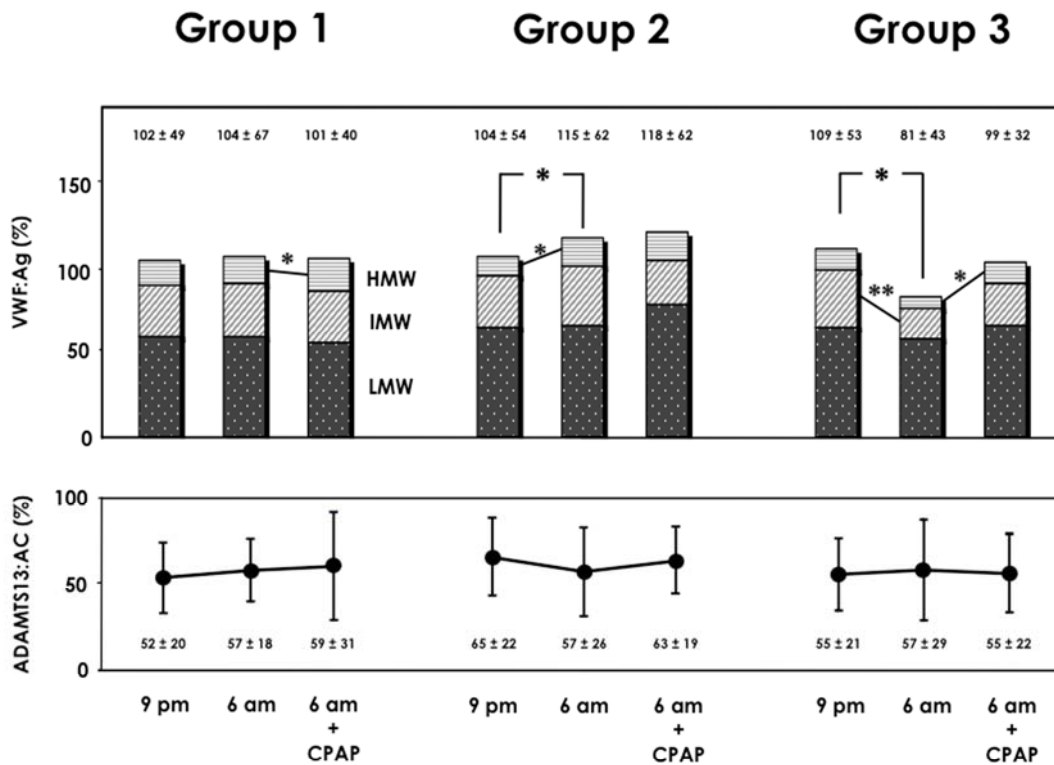 Group 1 Group 2 Group 3
102 ± 49 104 ± 67 101 ± 40 104 ± 54 115 ± 62 118 ± 62 109 ± 53 81 ± 43 99 ± 32
VWF:Ag (%)
150
100
50
0
* *
* * ** *
HMW
IMW
LMW
ADAMTS13:AC (%)
100
50
0
52 ± 20 57 ± 18 59 ± 31 65 ± 22 57 ± 26 63 ± 19 55 ± 21 57 ± 29 55 ± 22
9 pm 6 am 6 am + CPAP 9 pm 6 am 6 am + CPAP 9 pm 6 am 6 am + CPAP